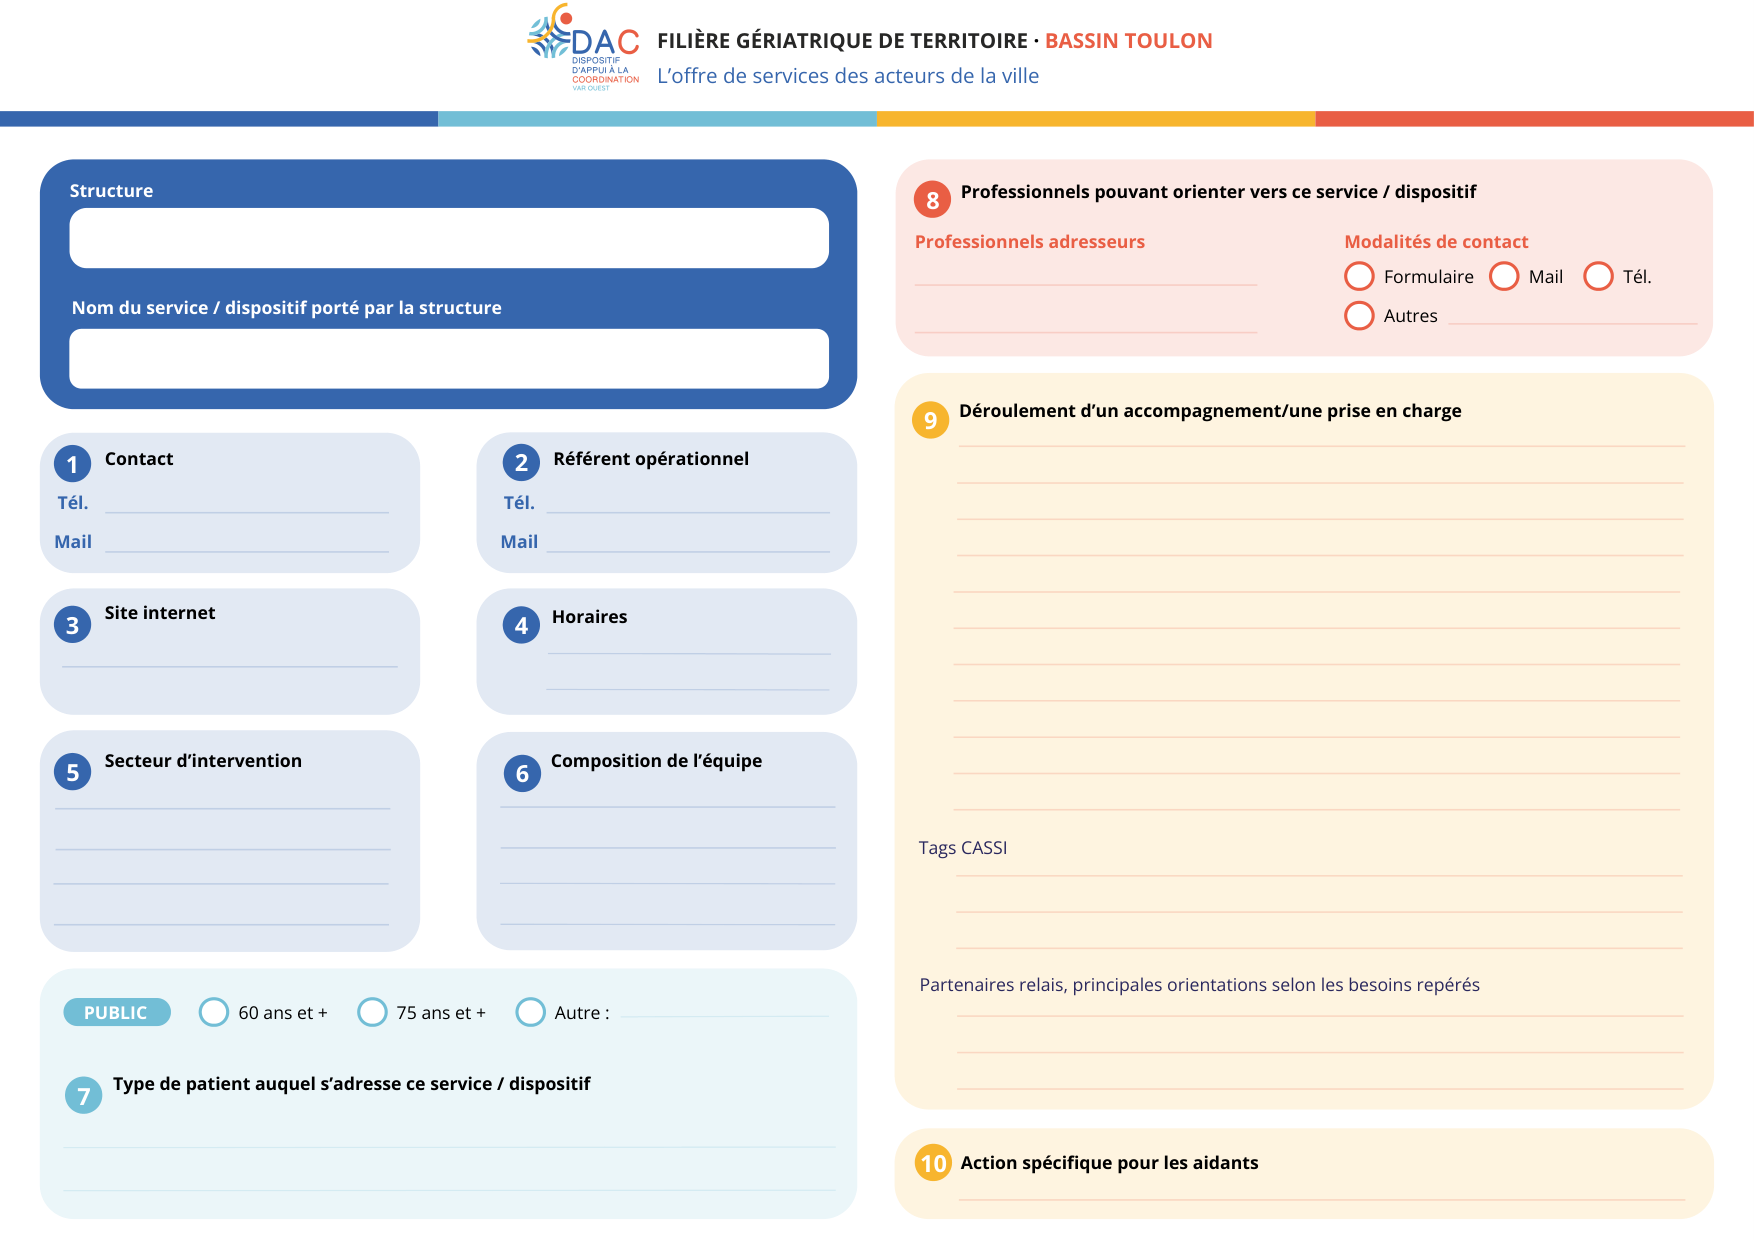 DAC
DISPOSITIF
D'APPUI À LA
COORDINATION
VAR OUEST
FILIÈRE GÉRIATRIQUE DE TERRITOIRE · BASSIN TOULON
L'offre de services des acteurs de la ville
Structure
Nom du service / dispositif porté par la structure
1 Contact
Tél.
Mail
2 Référent opérationnel
Tél.
Mail
3 Site internet
4 Horaires
5 Secteur d'intervention
6 Composition de l'équipe
PUBLIC 60 ans et + 75 ans et + Autre :
7 Type de patient auquel s'adresse ce service / dispositif
8 Professionnels pouvant orienter vers ce service / dispositif
Professionnels adresseurs
Modalités de contact
Formulaire Mail Tél.
Autres
9 Déroulement d'un accompagnement/une prise en charge
Tags CASSI
Partenaires relais, principales orientations selon les besoins repérés
10 Action spécifique pour les aidants